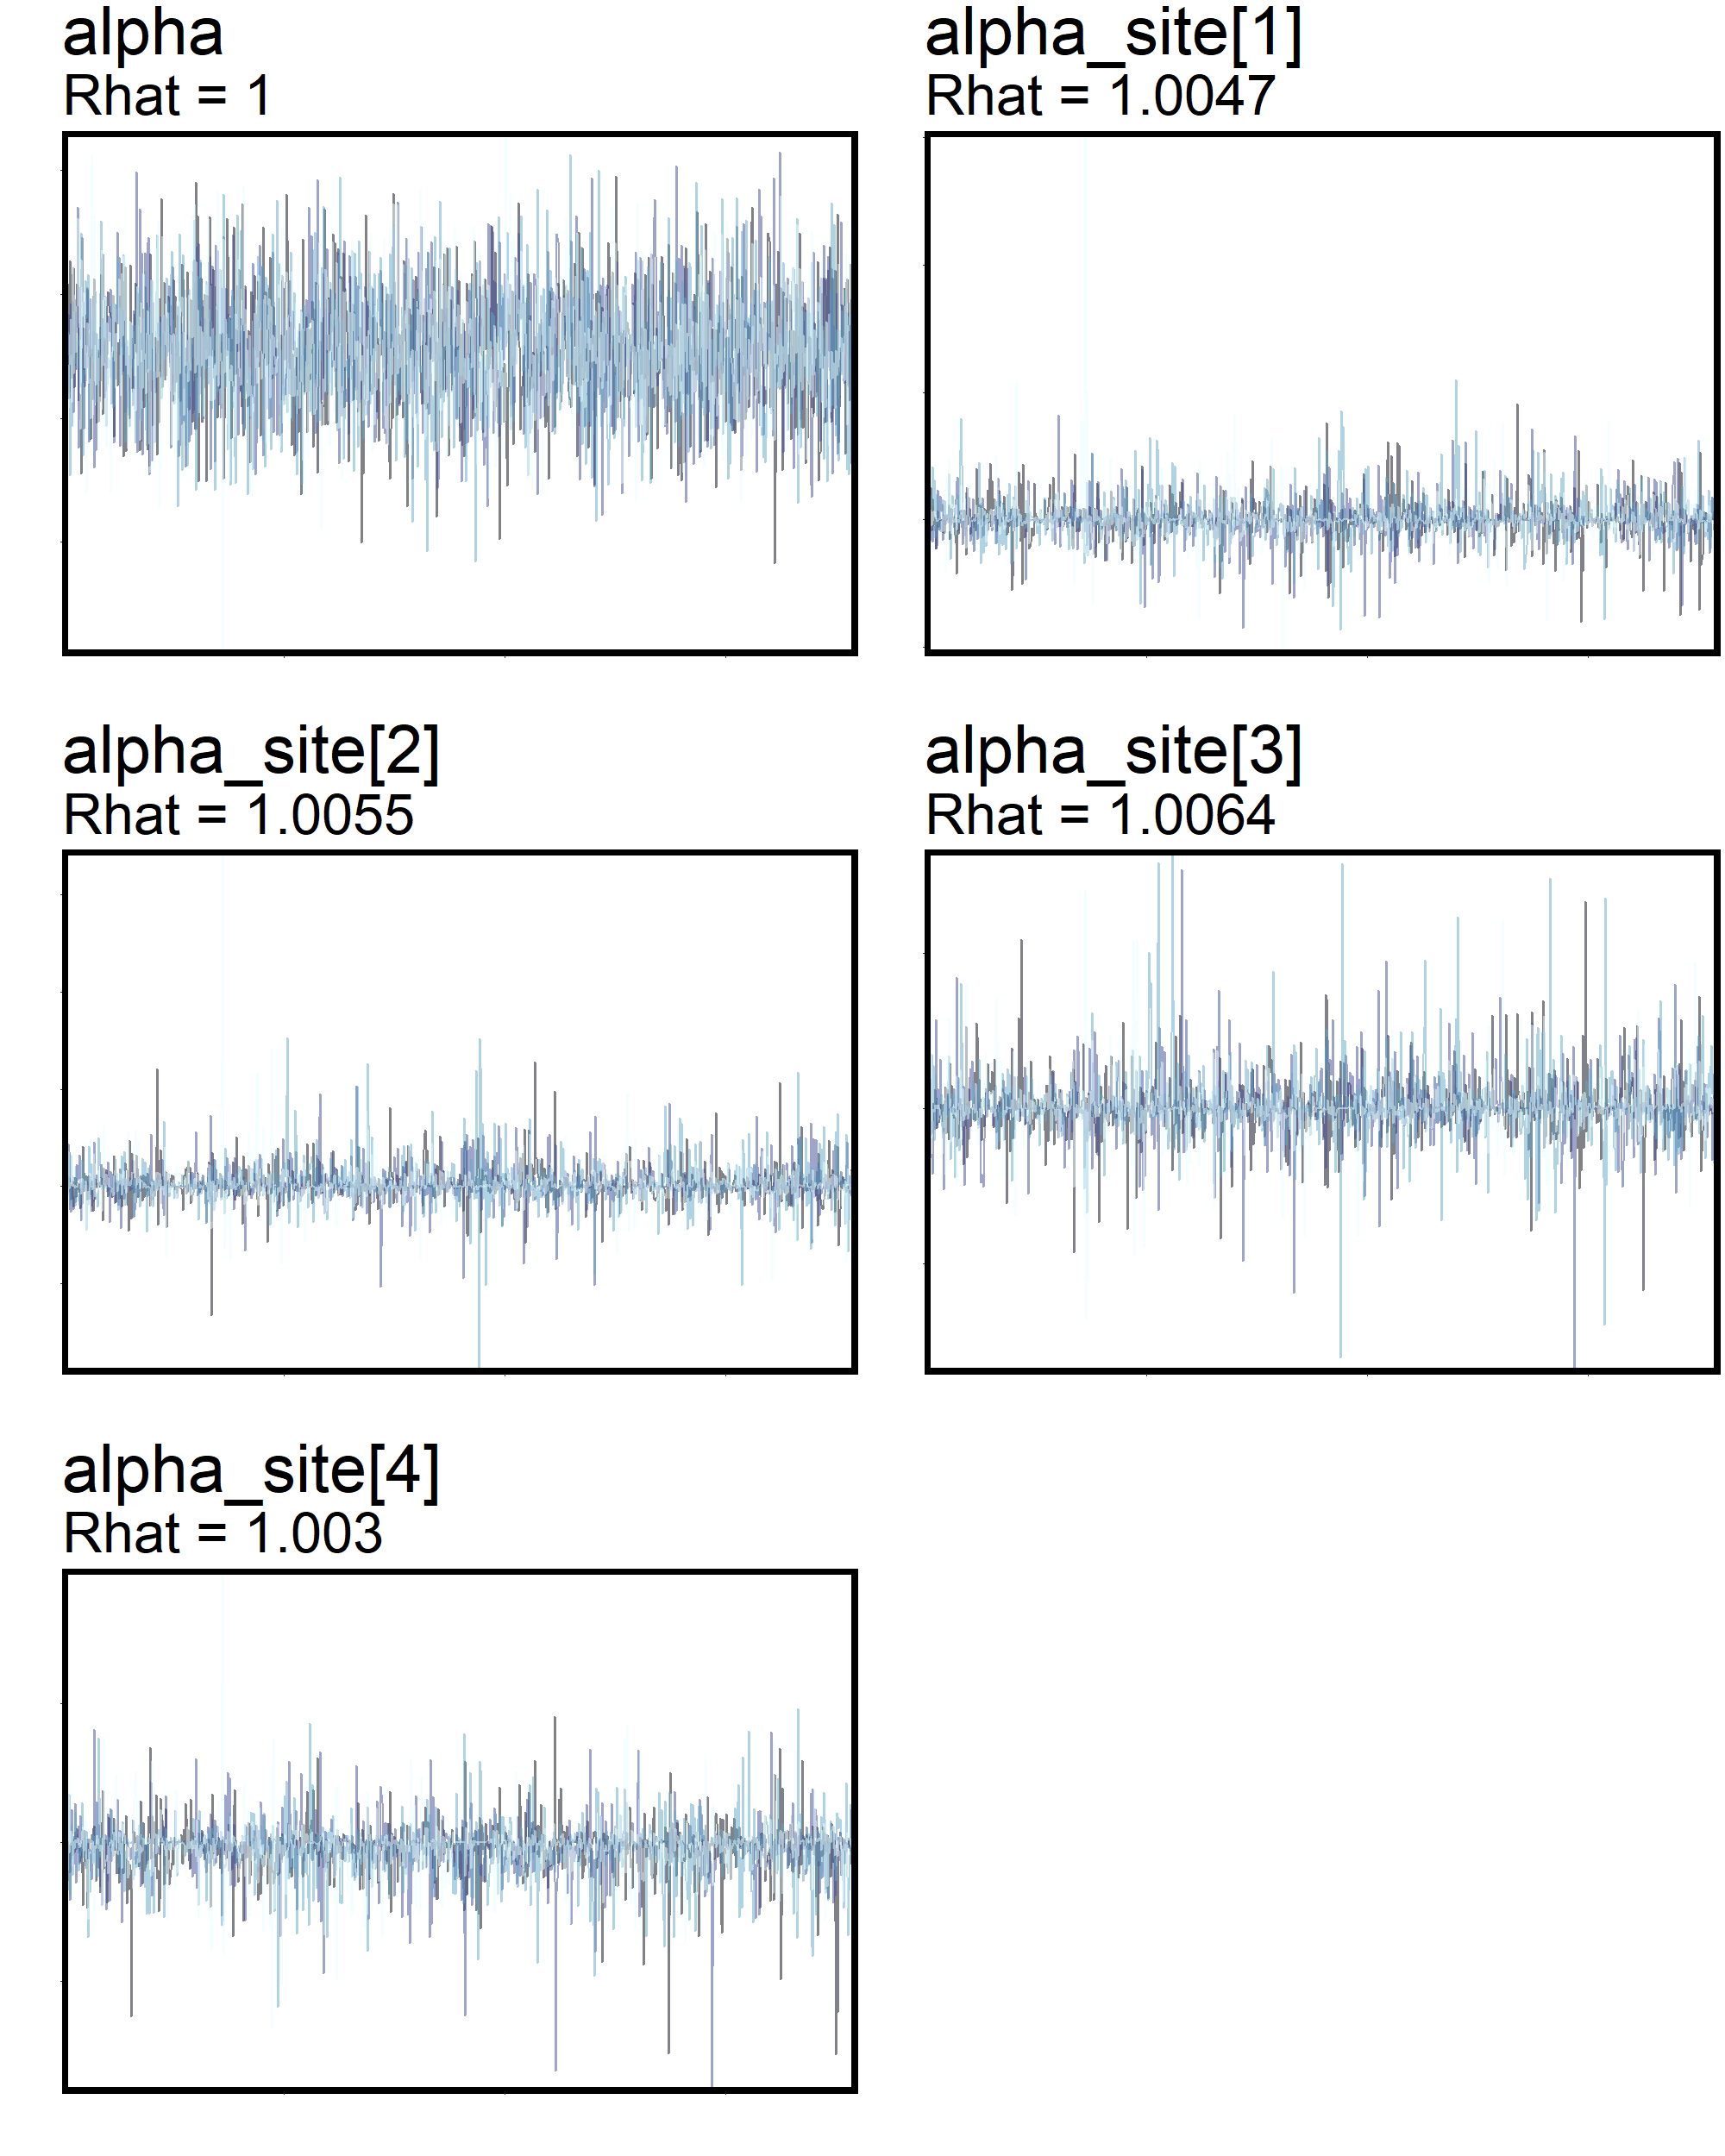 alpha
Rhat = 1
alpha_site[1]
Rhat = 1.0047
alpha_site[2]
Rhat = 1.0055
alpha_site[3]
Rhat = 1.0064
alpha_site[4]
Rhat = 1.003